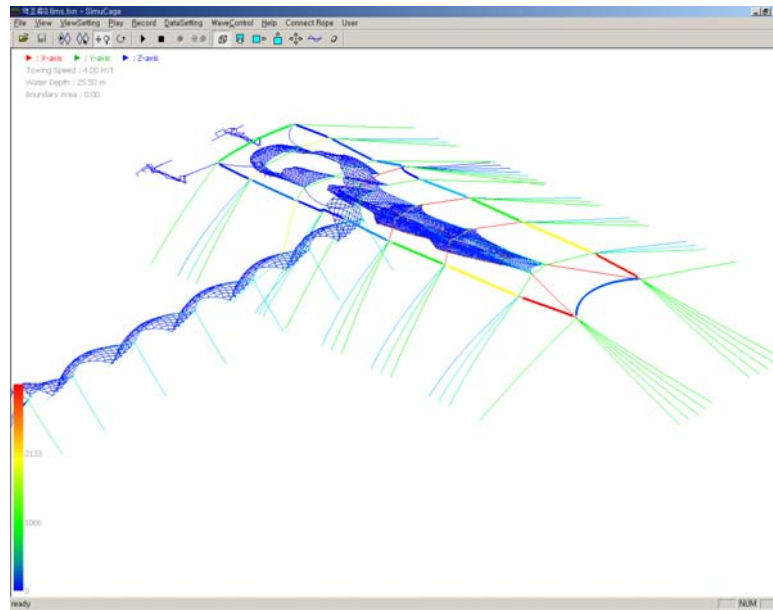 File View ViewSetting Play Record DataSetting WaveControl Help Connect Rope User
▶ : X-axis ▶ : Y-axis ▶ : Z-axis
Towing Speed : 4.00 km't
Water Depth : 25.50 m
Boundary Area : 0.00
2133
1066
0
ready
NUM